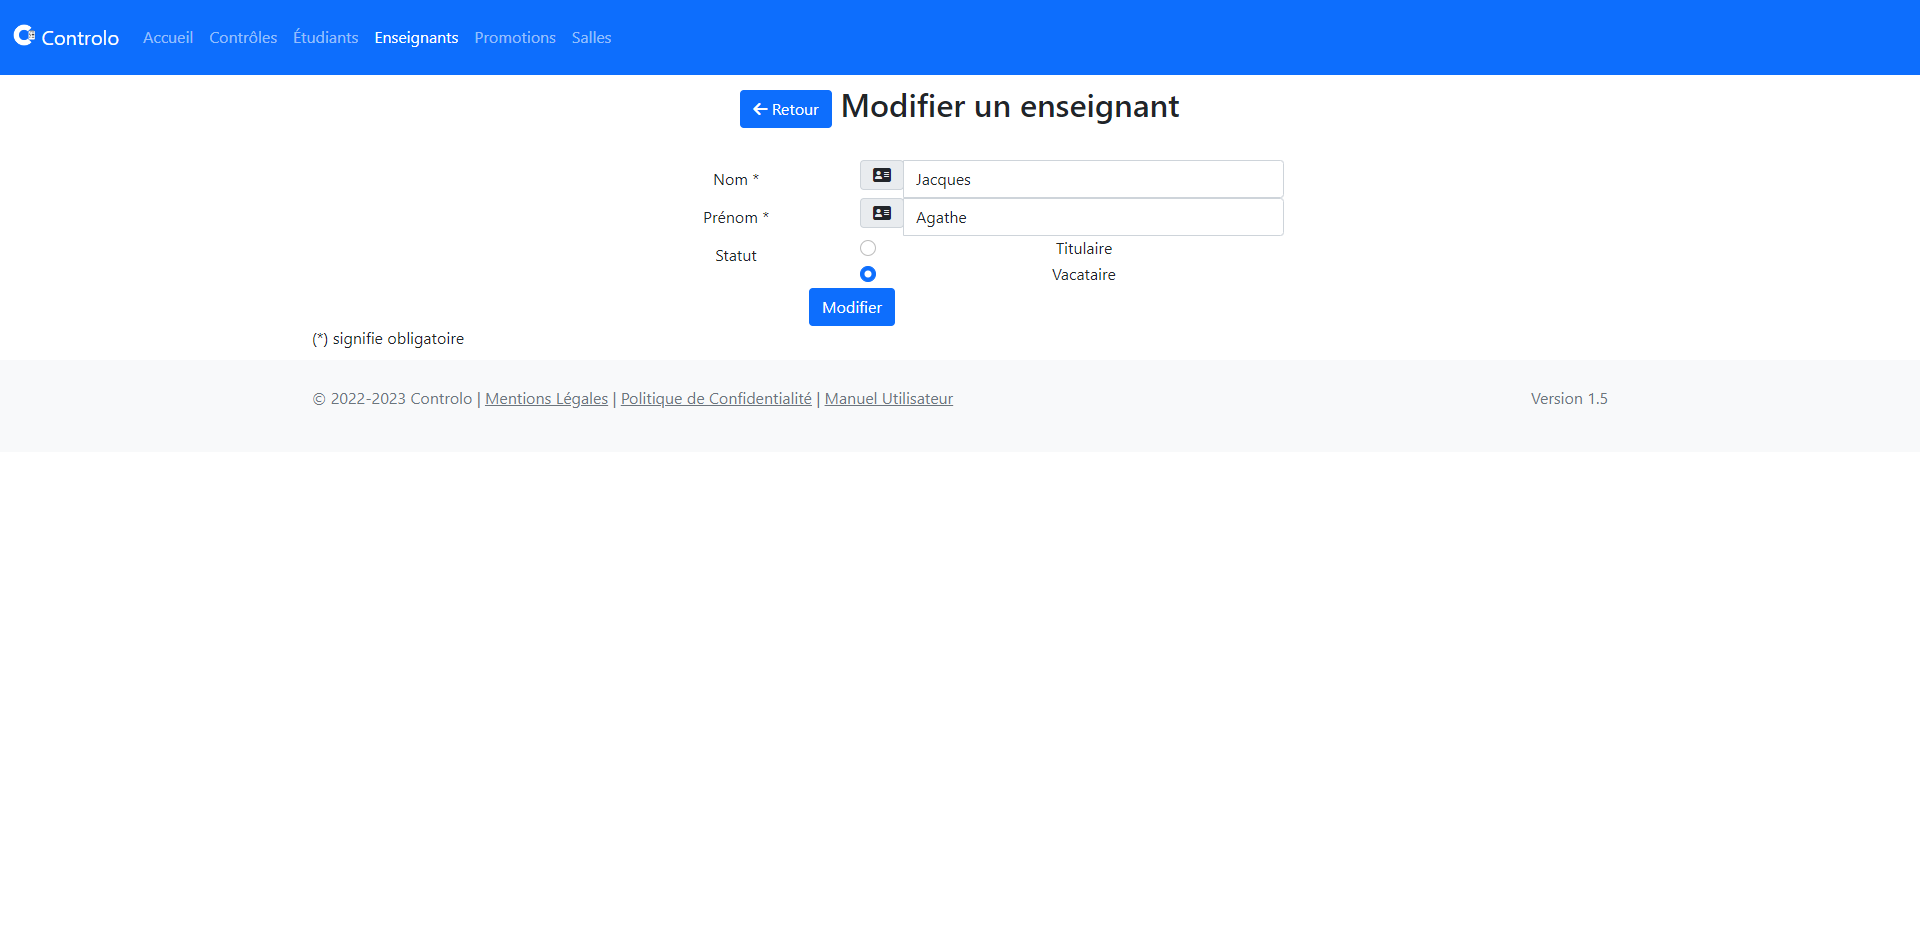 Controlo Accueil Contrôles Étudiants Enseignants Promotions Salles
Retour Modifier un enseignant
Nom * Jacques
Prénom * Agathe
Statut Titulaire
Vacataire
Modifier
(*) signifie obligatoire
© 2022-2023 Controlo | Mentions Légales | Politique de Confidentialité | Manuel Utilisateur Version 1.5